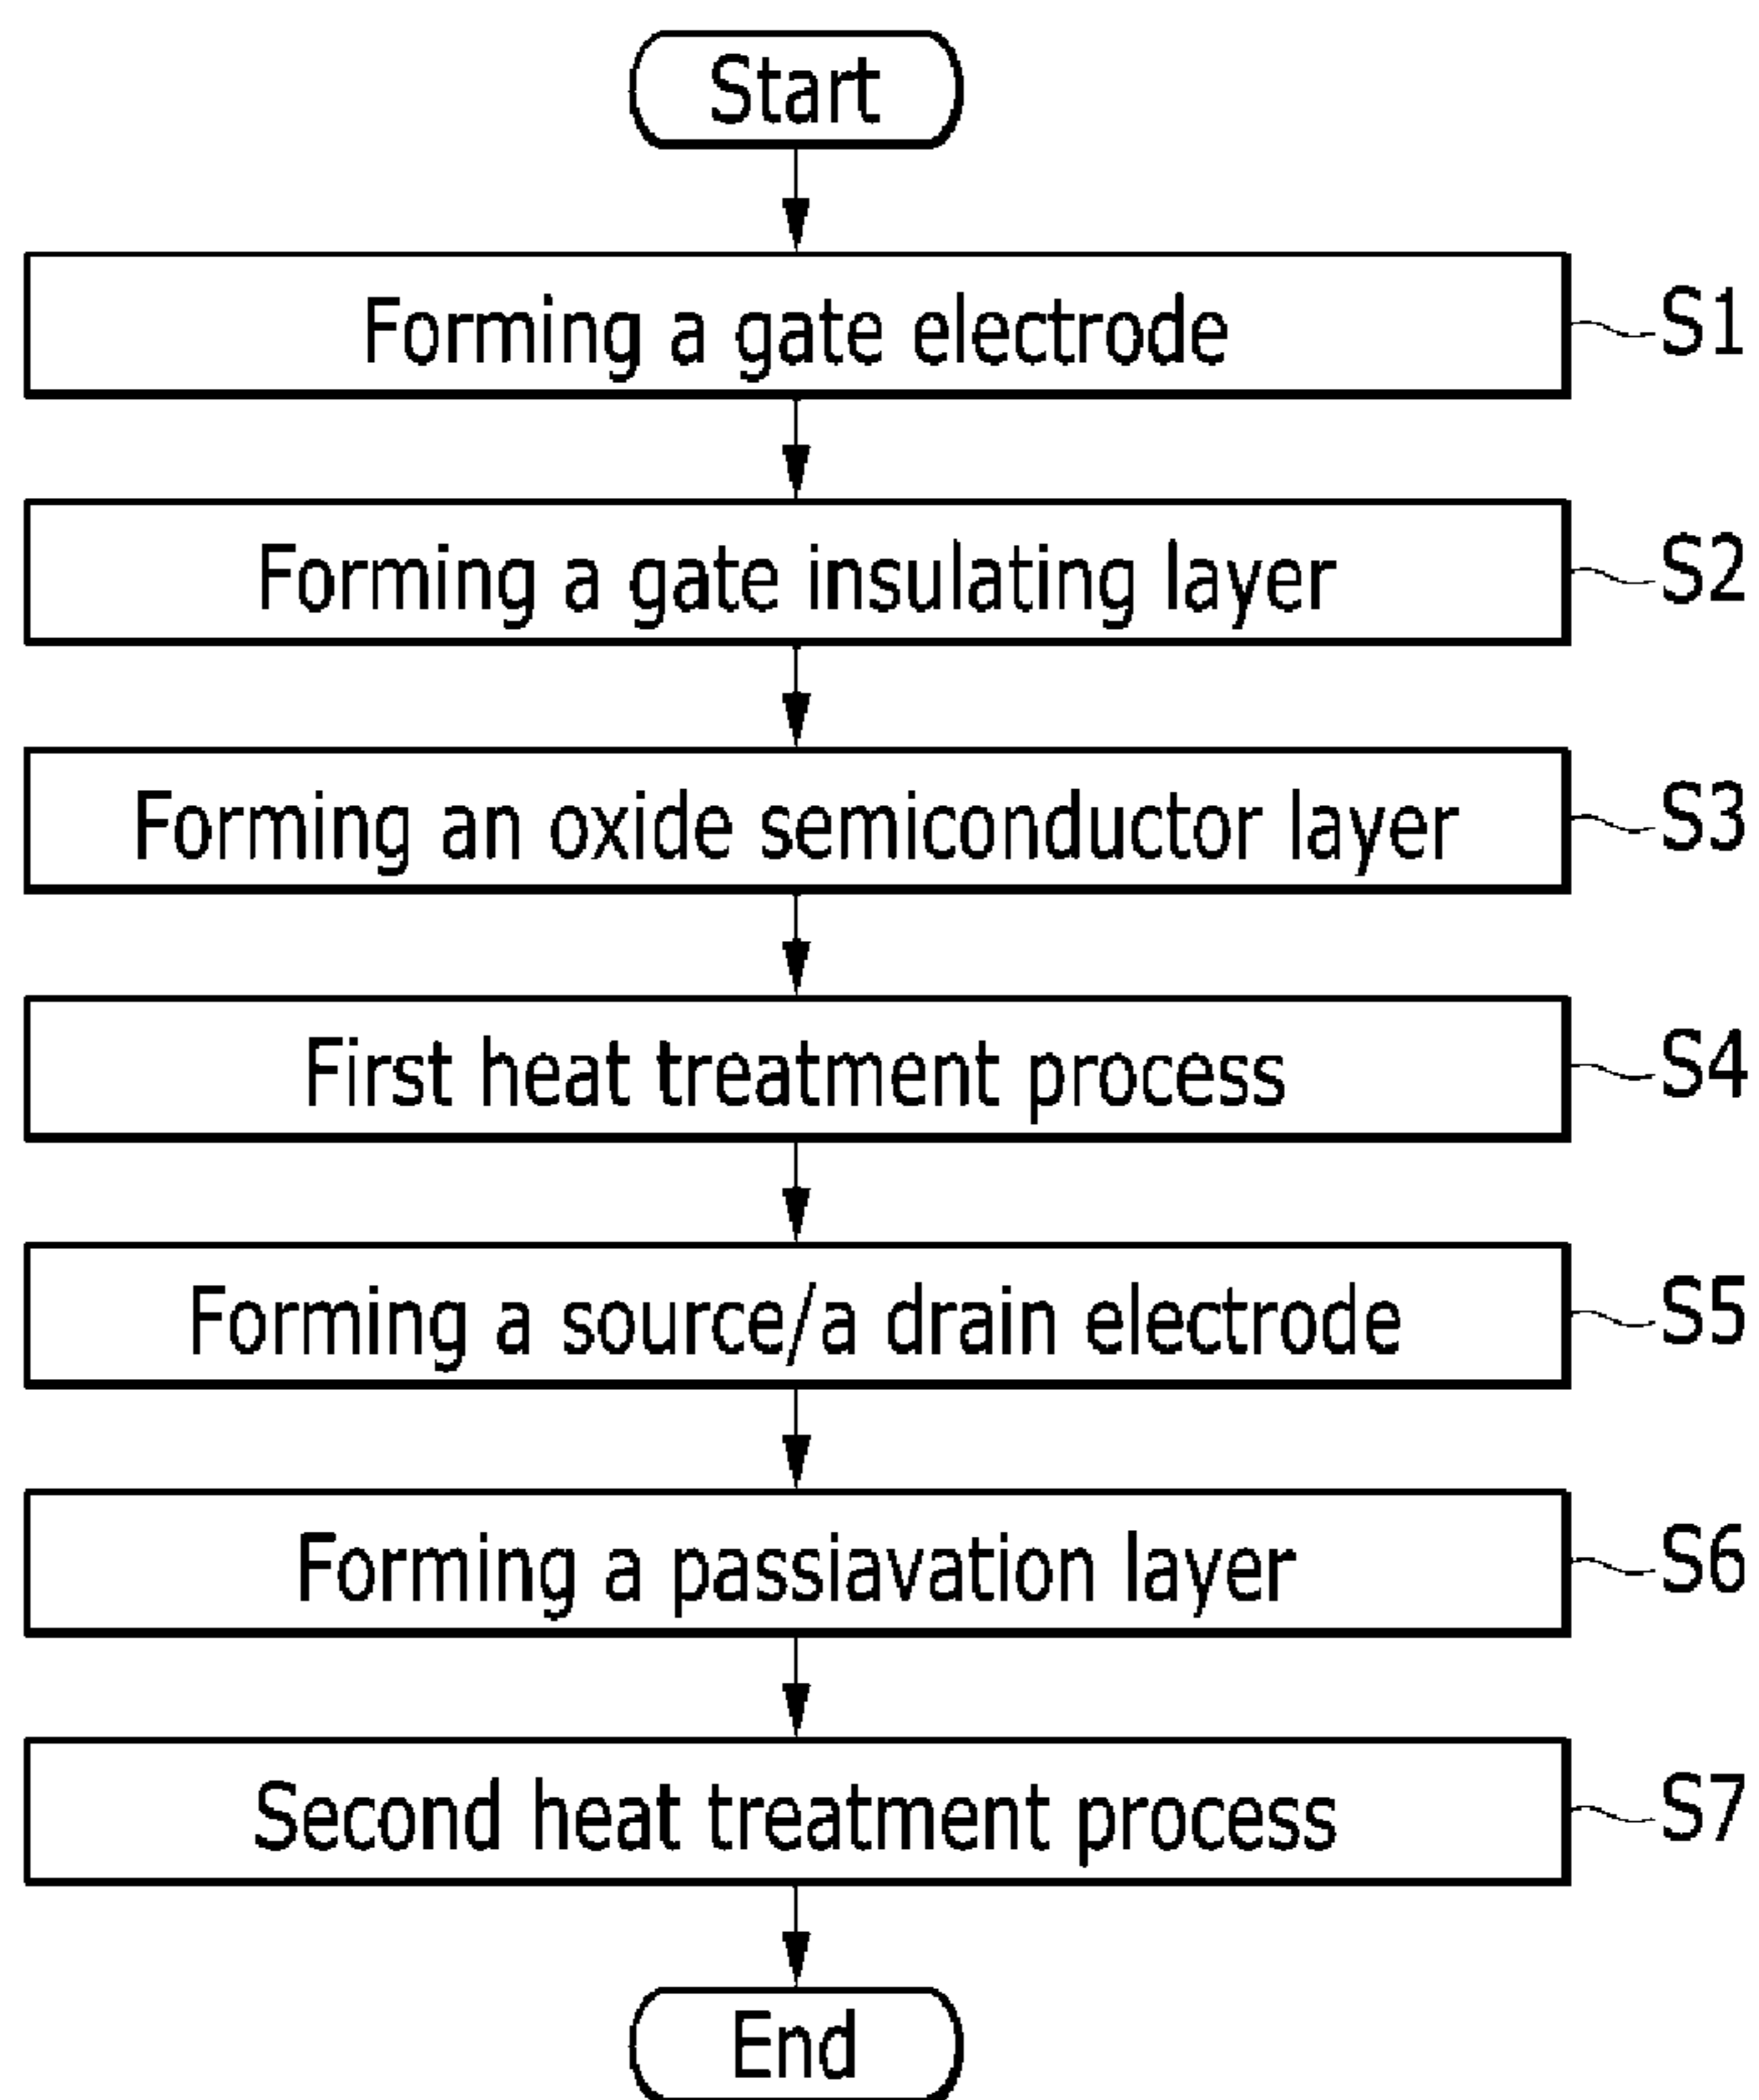 Start
Forming a gate electrode S1
Forming a gate insulating layer S2
Forming an oxide semiconductor layer S3
First heat treatment process S4
Forming a source/a drain electrode S5
Forming a passiavation layer S6
Second heat treatment process S7
End